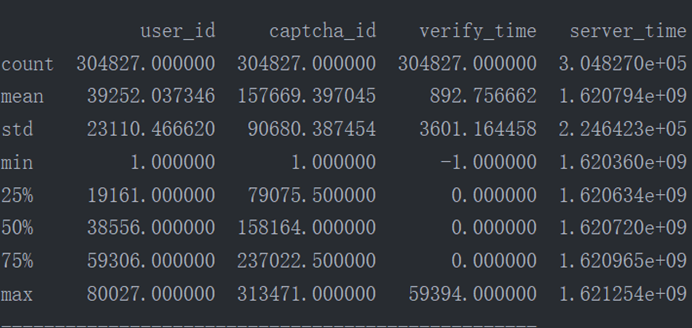 user_id captcha_id verify_time server_time
count 304827.000000 304827.000000 304827.000000 3.048270e+05
mean 39252.037346 157669.397045 892.756662 1.620794e+09
std 23110.466620 90680.387454 3601.164458 2.246423e+05
min 1.000000 1.000000 -1.000000 1.620360e+09
25% 19161.000000 79075.500000 0.000000 1.620634e+09
50% 38556.000000 158164.000000 0.000000 1.620720e+09
75% 59306.000000 237022.500000 0.000000 1.620965e+09
max 80027.000000 313471.000000 59394.000000 1.621254e+09